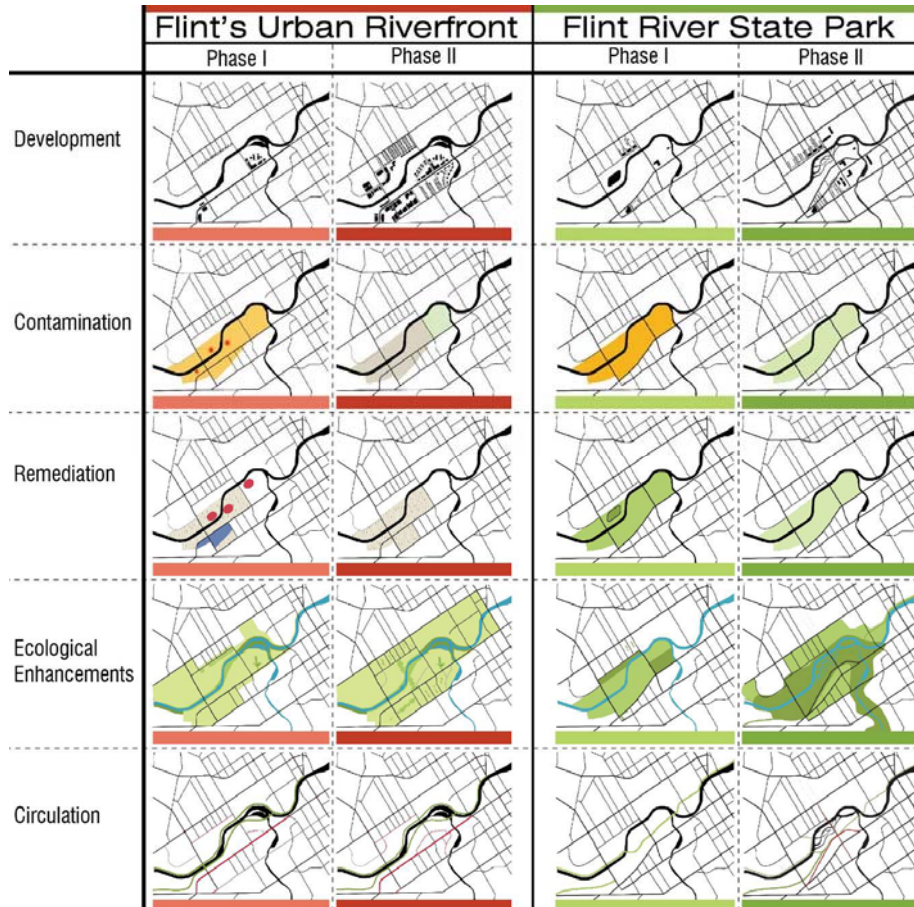 Flint's Urban Riverfront
Flint River State Park
Phase I
Phase II
Phase I
Phase II
Development
Contamination
Remediation
Ecological
Enhancements
Circulation